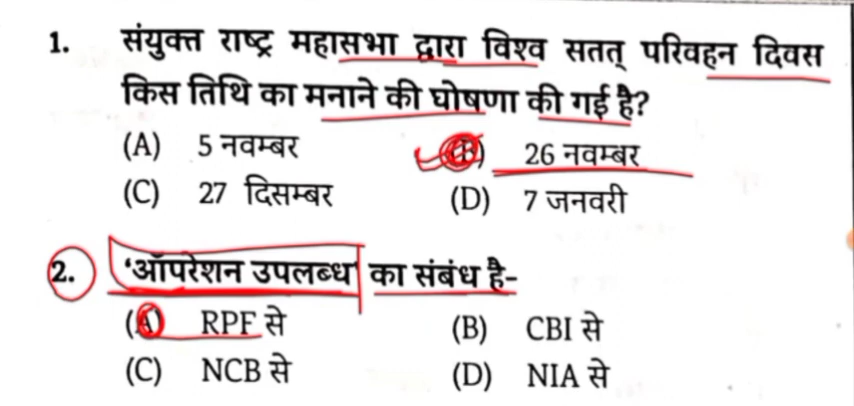 1. संयुक्त राष्ट्र महासभा द्वारा विश्व सतत् परिवहन दिवस
किस तिथि का मनाने की घोषणा की गई है?
(A) 5 नवम्बर (B) 26 नवम्बर
(C) 27 दिसम्बर (D) 7 जनवरी
2. 'ऑपरेशन उपलब्ध' का संबंध है-
(A) RPF से (B) CBI से
(C) NCB से (D) NIA से